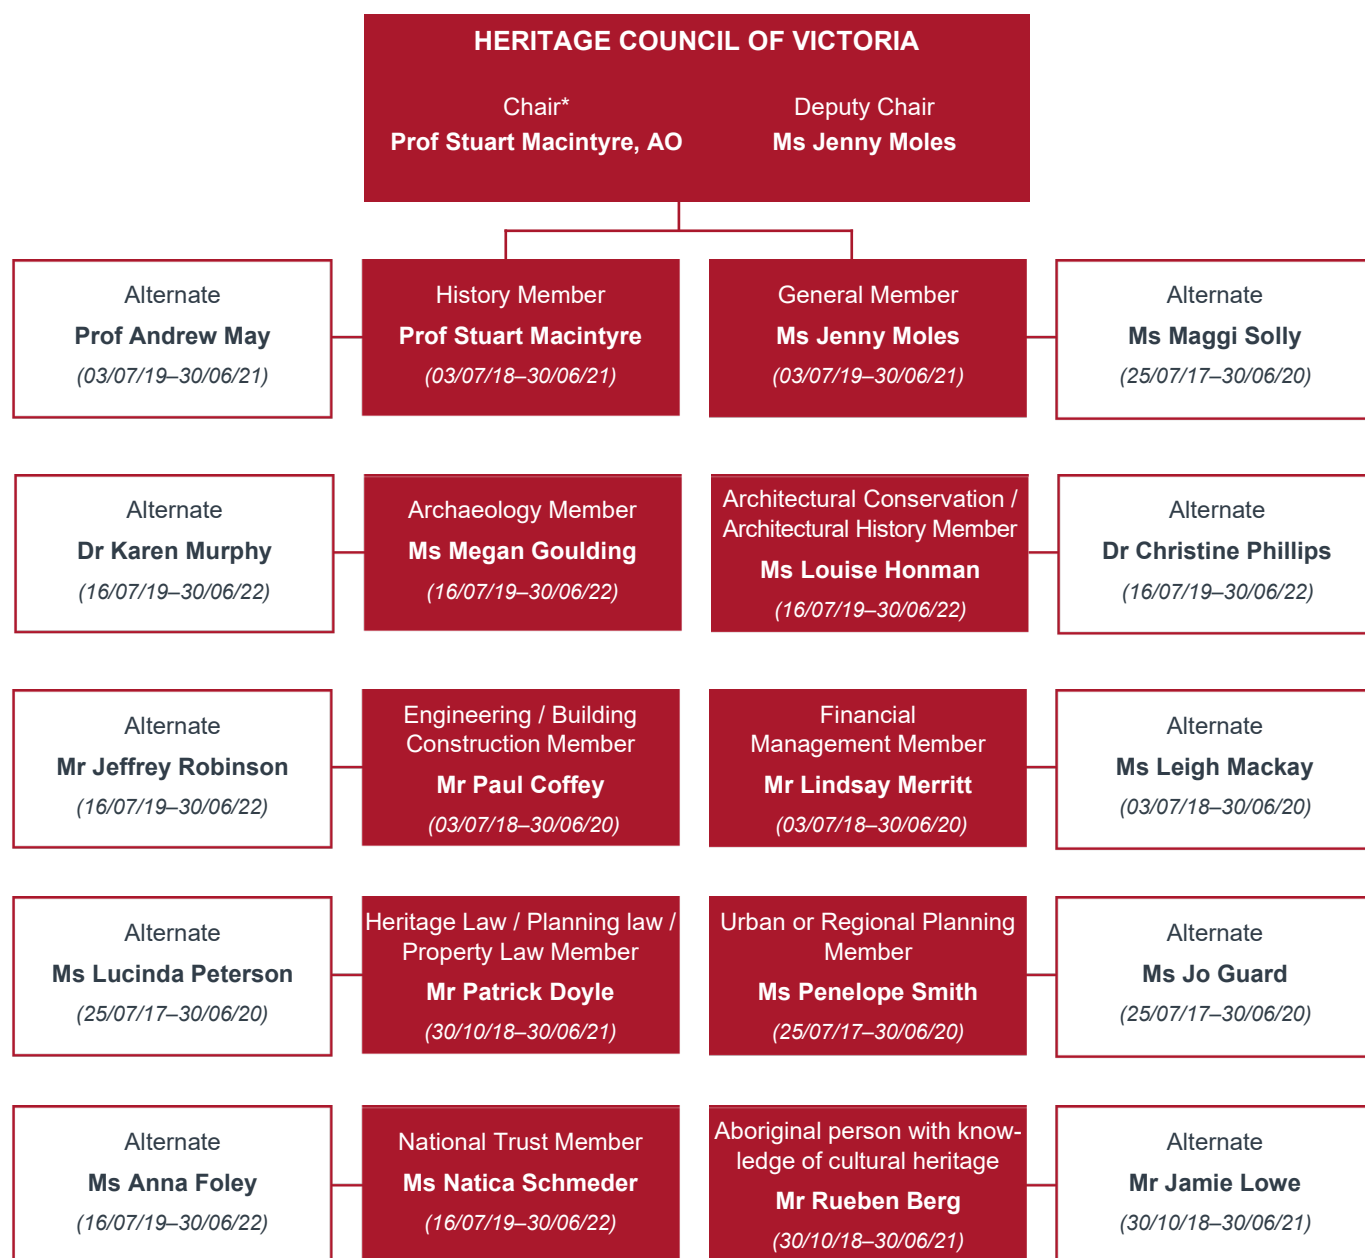 HERITAGE COUNCIL OF VICTORIA
Chair*
Prof Stuart Macintyre, AO
Deputy Chair
Ms Jenny Moles
Alternate
Prof Andrew May
(03/07/19–30/06/21)
History Member
Prof Stuart Macintyre
(03/07/18–30/06/21)
General Member
Ms Jenny Moles
(03/07/19–30/06/21)
Alternate
Ms Maggi Solly
(25/07/17–30/06/20)
Alternate
Dr Karen Murphy
(16/07/19–30/06/22)
Archaeology Member
Ms Megan Goulding
(16/07/19–30/06/22)
Architectural Conservation /
Architectural History Member
Ms Louise Honman
(16/07/19–30/06/22)
Alternate
Dr Christine Phillips
(16/07/19–30/06/22)
Alternate
Mr Jeffrey Robinson
(16/07/19–30/06/22)
Engineering / Building
Construction Member
Mr Paul Coffey
(03/07/18–30/06/20)
Financial
Management Member
Mr Lindsay Merritt
(03/07/18–30/06/20)
Alternate
Ms Leigh Mackay
(03/07/18–30/06/20)
Alternate
Ms Lucinda Peterson
(25/07/17–30/06/20)
Heritage Law / Planning law /
Property Law Member
Mr Patrick Doyle
(30/10/18–30/06/21)
Urban or Regional Planning
Member
Ms Penelope Smith
(25/07/17–30/06/20)
Alternate
Ms Jo Guard
(25/07/17–30/06/20)
Alternate
Ms Anna Foley
(16/07/19–30/06/22)
National Trust Member
Ms Natica Schmeder
(16/07/19–30/06/22)
Aboriginal person with know-
ledge of cultural heritage
Mr Rueben Berg
(30/10/18–30/06/21)
Alternate
Mr Jamie Lowe
(30/10/18–30/06/21)